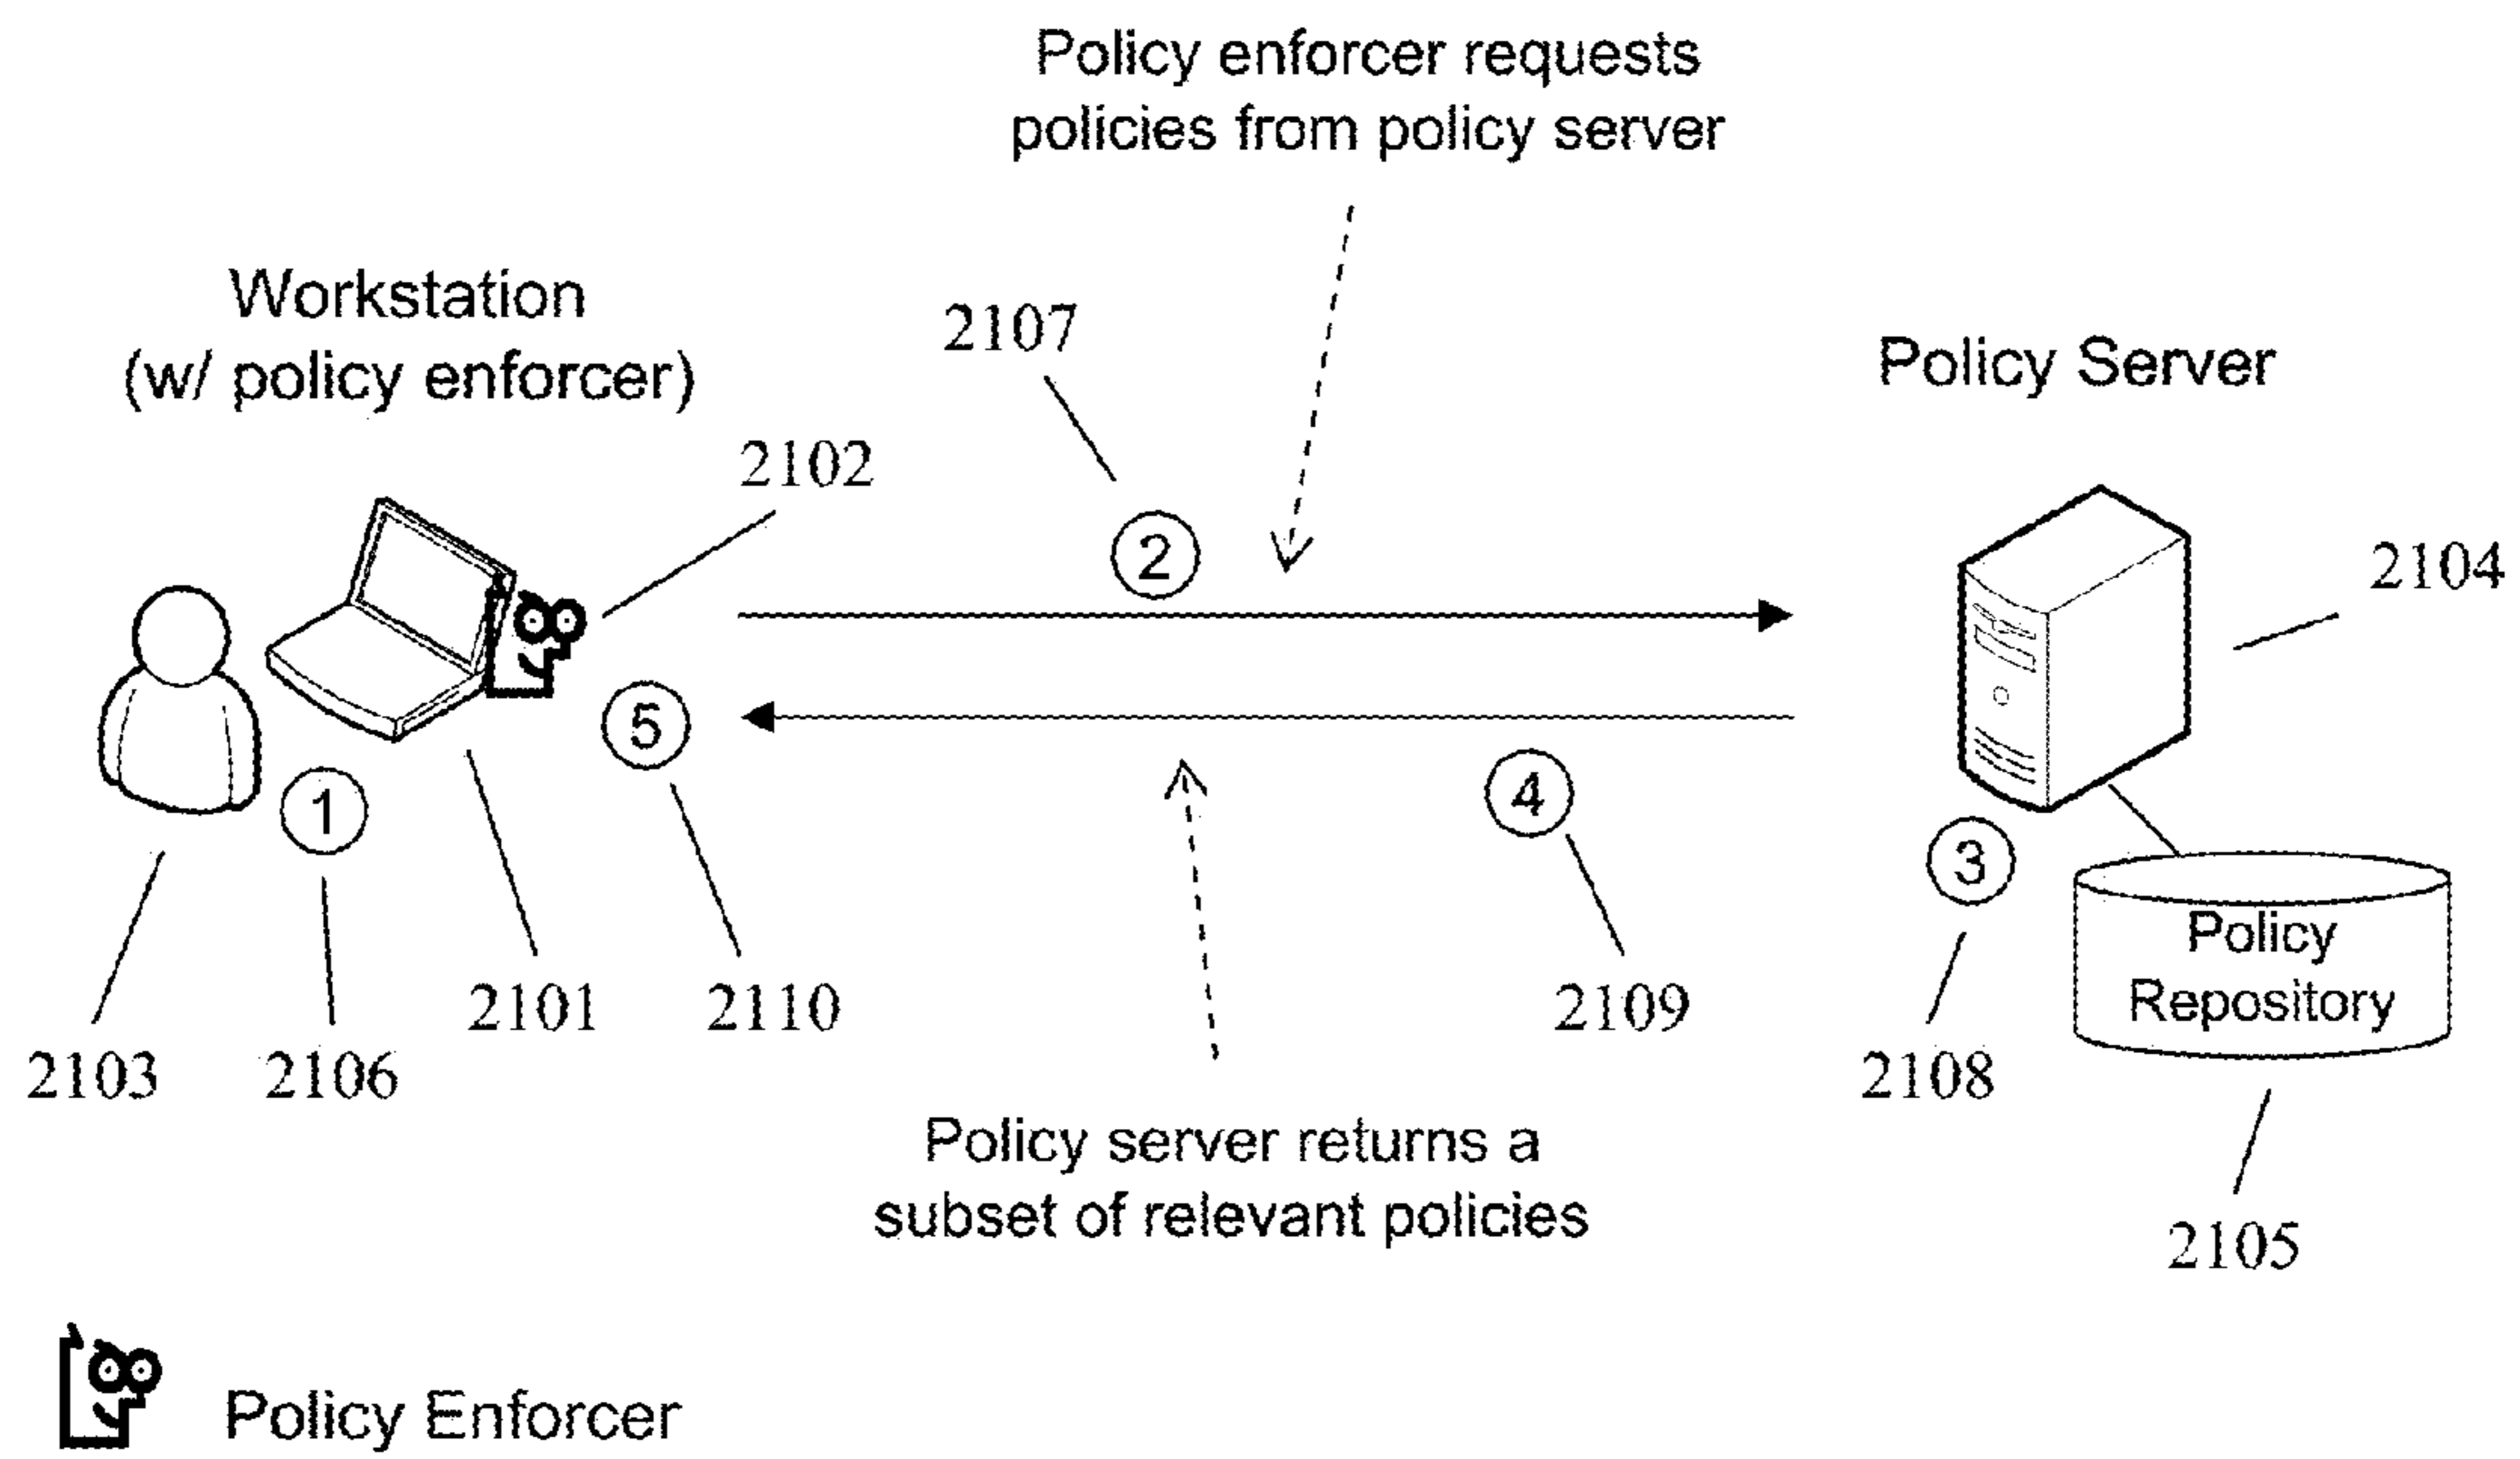 Policy enforcer requests
policies from policy server
Workstation
(w/ policy enforcer)
2107
Policy Server
2102
2
2104
5
1
4
3
Policy
Repository
2103
2106
2101
2110
2109
2108
2105
Policy server returns a
subset of relevant policies
Policy Enforcer